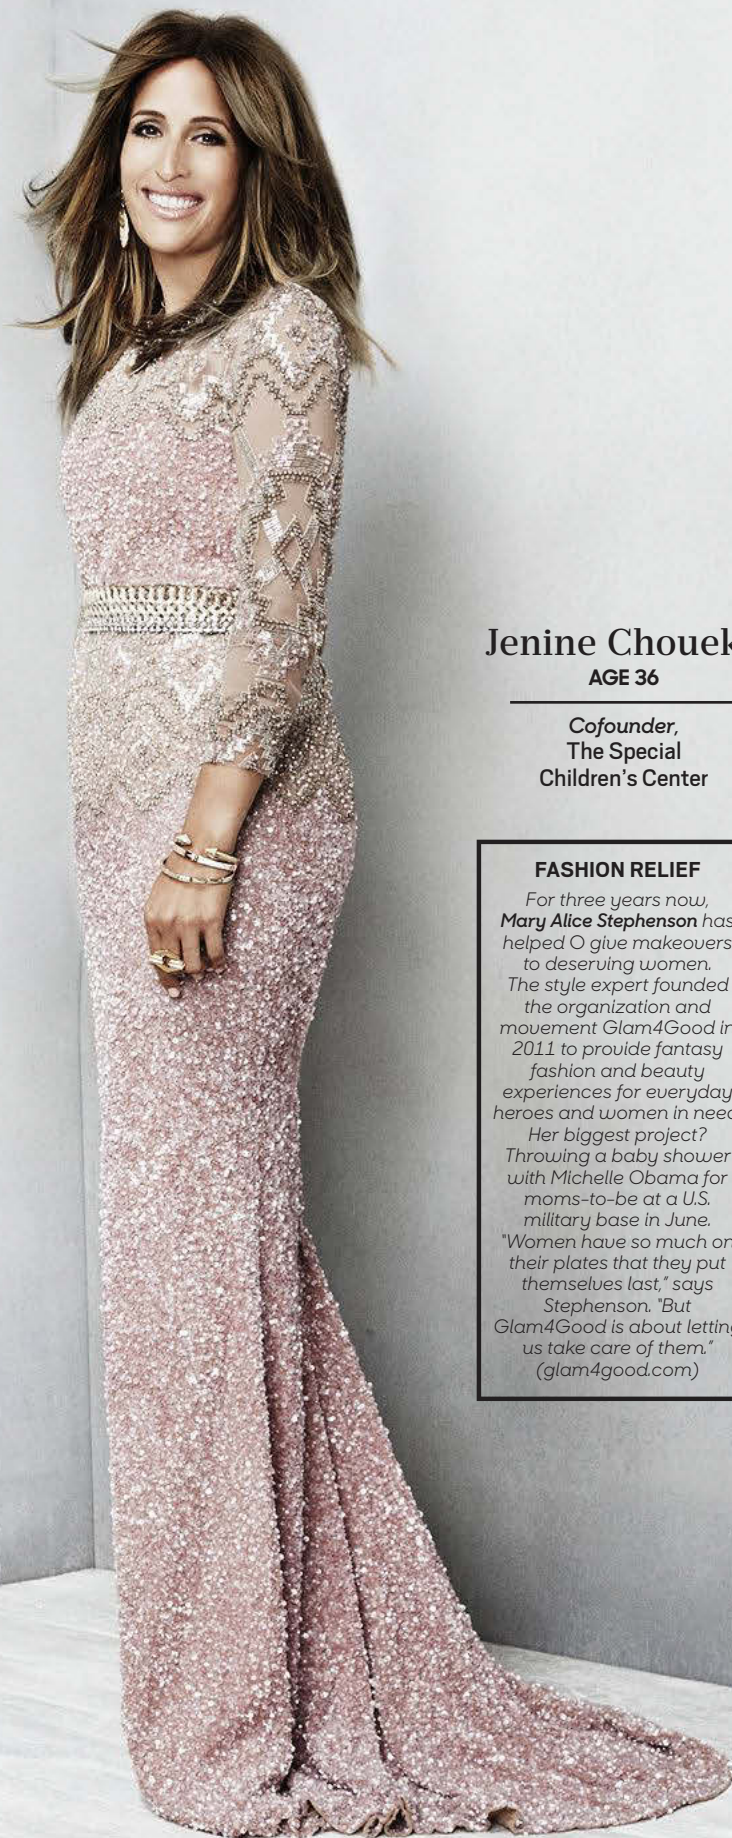 Jenine Chouek
AGE 36
Cofounder,
The Special
Children's Center
FASHION RELIEF
For three years now,
Mary Alice Stephenson has
helped O give makeovers
to deserving women.
The style expert founded
the organization and
movement Glam4Good in
2011 to provide fantasy
fashion and beauty
experiences for everyday
heroes and women in need
Her biggest project?
Throwing a baby shower
with Michelle Obama for
moms-to-be at a U.S.
military base in June.
"Women have so much on
their plates that they put
themselves last," says
Stephenson. "But
Glam4Good is about letting
us take care of them."
(glam4good.com)